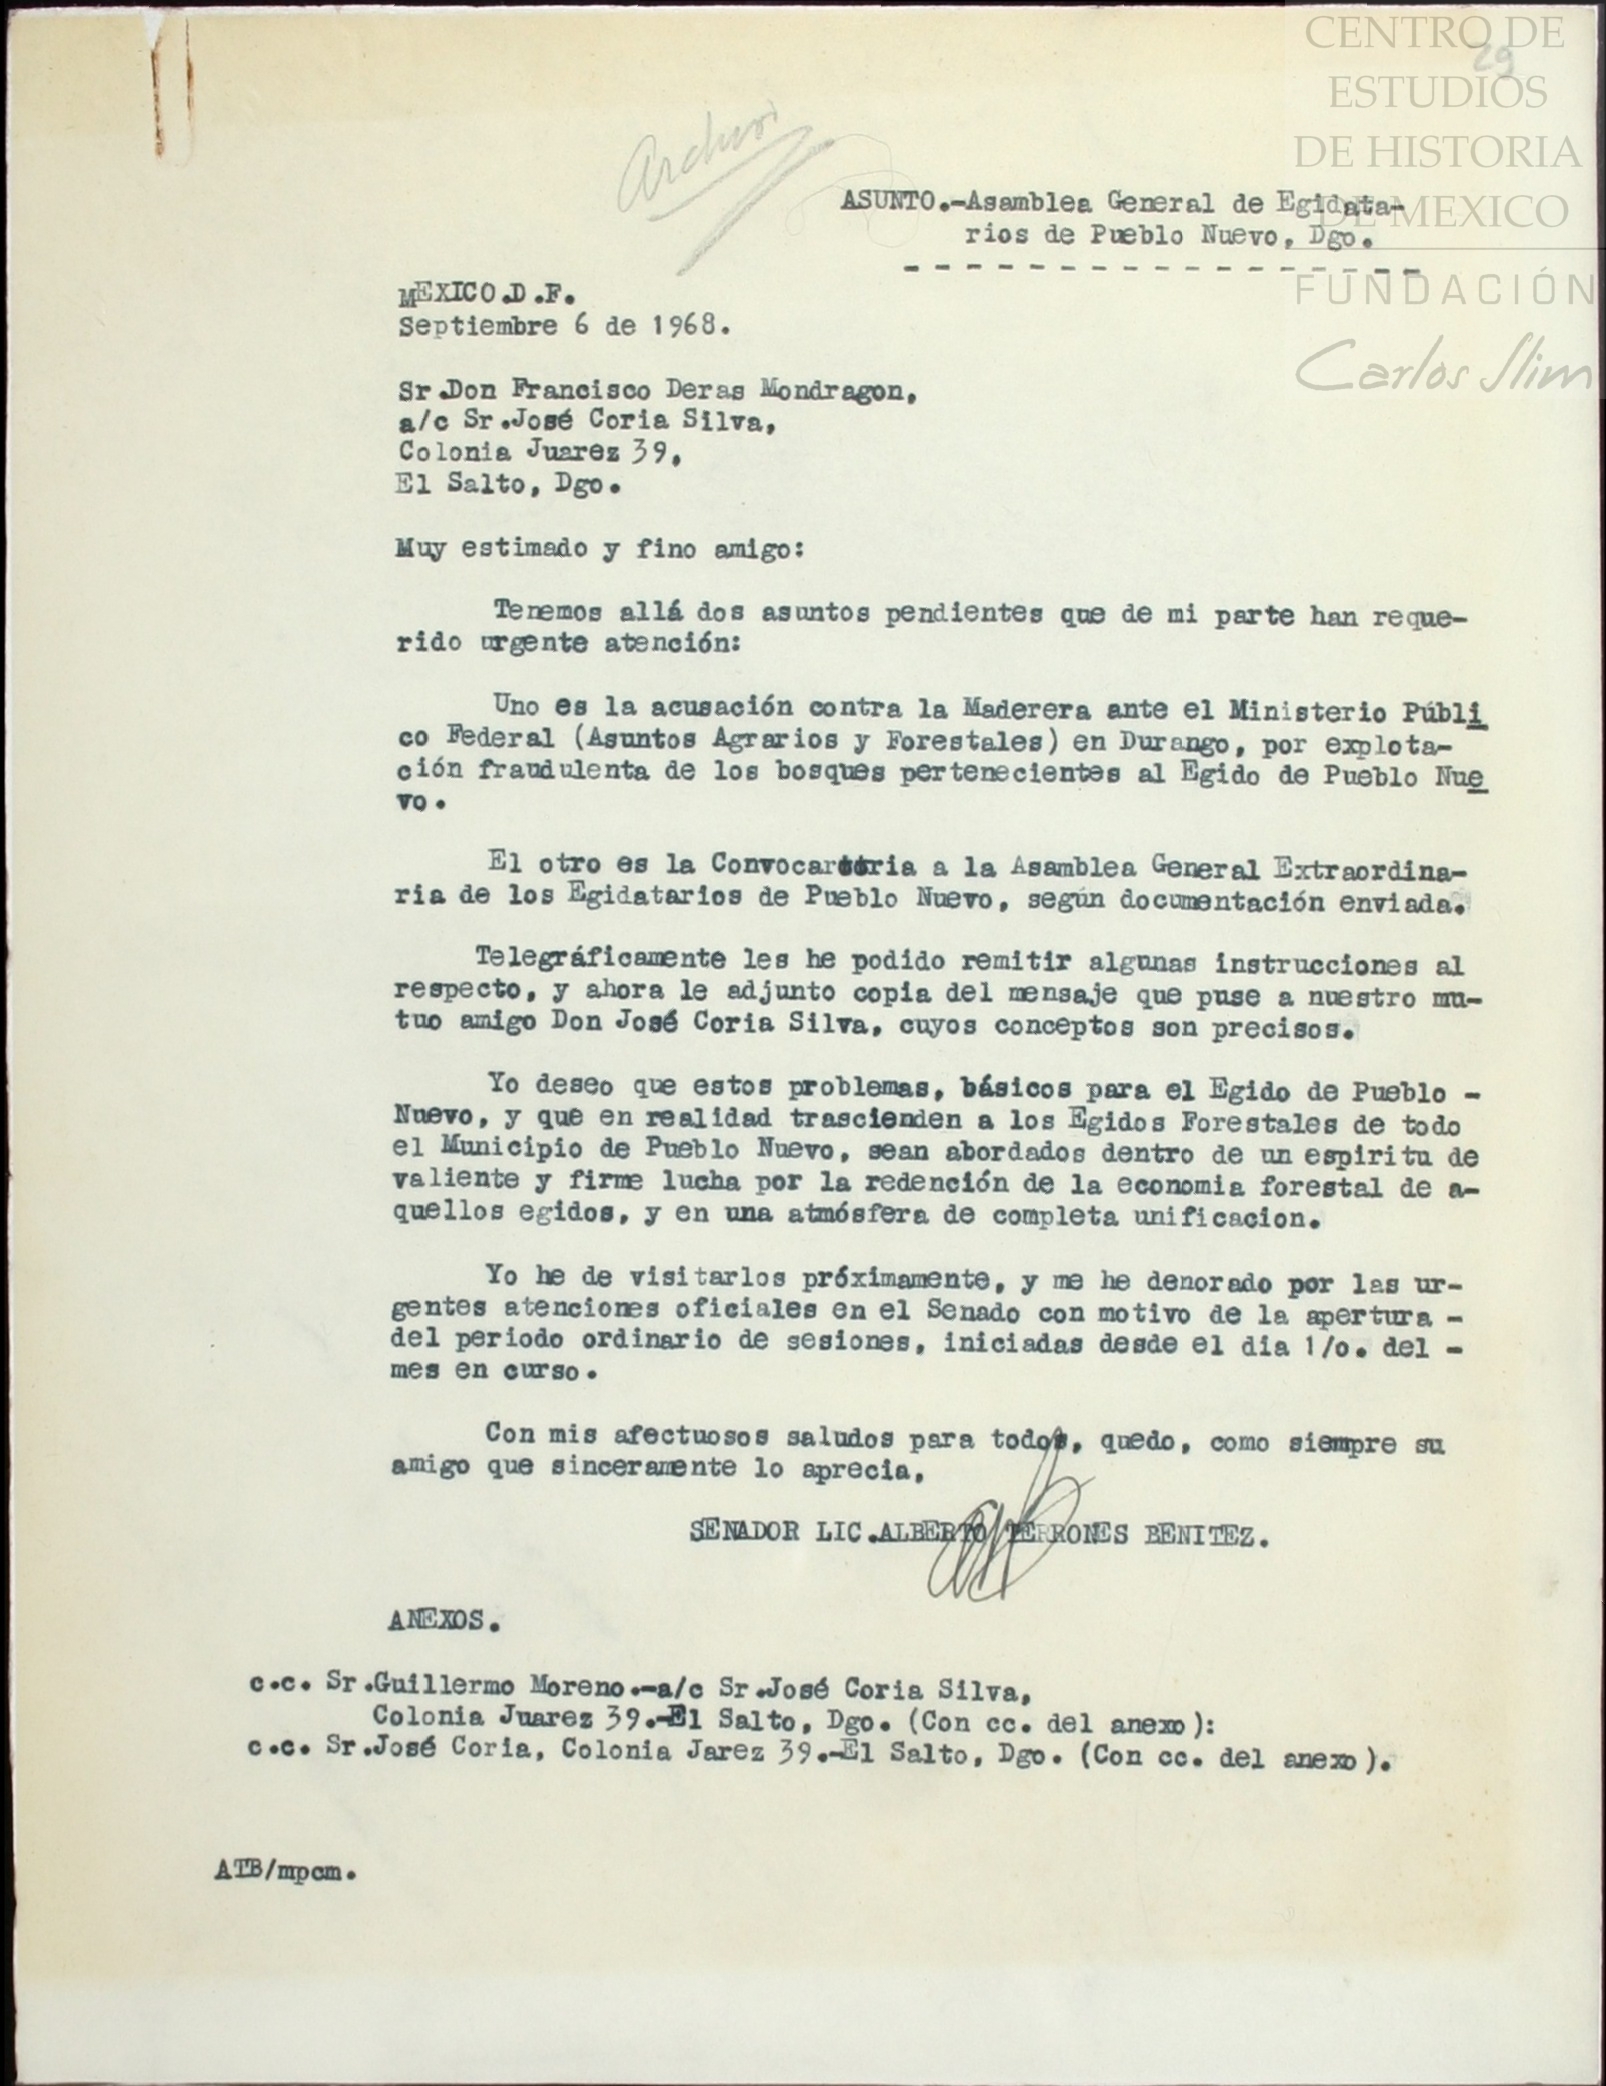 CENTRO DE
ESTUDIOS
DE HISTORIA
DE MEXICO
FUNDACIÓN
Carlos Slim
29
Archivo
ASUNTO.-Asamblea General de Egidata-
rios de Pueblo Nuevo, Dgo.
- - - - - - - - - - - - - - - - -
MEXICO.D.F.
Septiembre 6 de 1968.
Sr.Don Francisco Deras Mondragon,
a/c Sr.José Coria Silva,
Colonia Juarez 39,
El Salto, Dgo.
Muy estimado y fino amigo:
Tenemos allá dos asuntos pendientes que de mi parte han reque-
rido urgente atención:
Uno es la acusación contra la Maderera ante el Ministerio Públi
co Federal (Asuntos Agrarios y Forestales) en Durango, por explota-
ción fraudulenta de los bosques pertenecientes al Egido de Pueblo Nue
vo.
El otro es la Convocartoria a la Asamblea General Extraordina-
ria de los Egidatarios de Pueblo Nuevo, según documentación enviada.
Telegráficamente les he podido remitir algunas instrucciones al
respecto, y ahora le adjunto copia del mensaje que puse a nuestro mu-
tuo amigo Don José Coria Silva, cuyos conceptos son precisos.
Yo deseo que estos problemas, básicos para el Egido de Pueblo -
Nuevo, y que en realidad trascienden a los Egidos Forestales de todo
el Municipio de Pueblo Nuevo, sean abordados dentro de un espiritu de
valiente y firme lucha por la redención de la economia forestal de a-
quellos egidos, y en una atmósfera de completa unificacion.
Yo he de visitarlos próximamente, y me he denorado por las ur-
gentes atenciones oficiales en el Senado con motivo de la apertura -
del periodo ordinario de sesiones, iniciadas desde el dia 1/o. del -
mes en curso.
Con mis afectuosos saludos para todos, quedo, como siempre su
amigo que sinceramente lo aprecia,
SENADOR LIC.ALBERTO TERRONES BENITEZ.
ANEXOS.
c.c. Sr.Guillermo Moreno.-a/c Sr.José Coria Silva,
Colonia Juarez 39.-El Salto, Dgo. (Con cc. del anexo):
c.c. Sr.José Coria, Colonia Jarez 39.-El Salto, Dgo. (Con cc. del anexo).
ATB/mpcm.